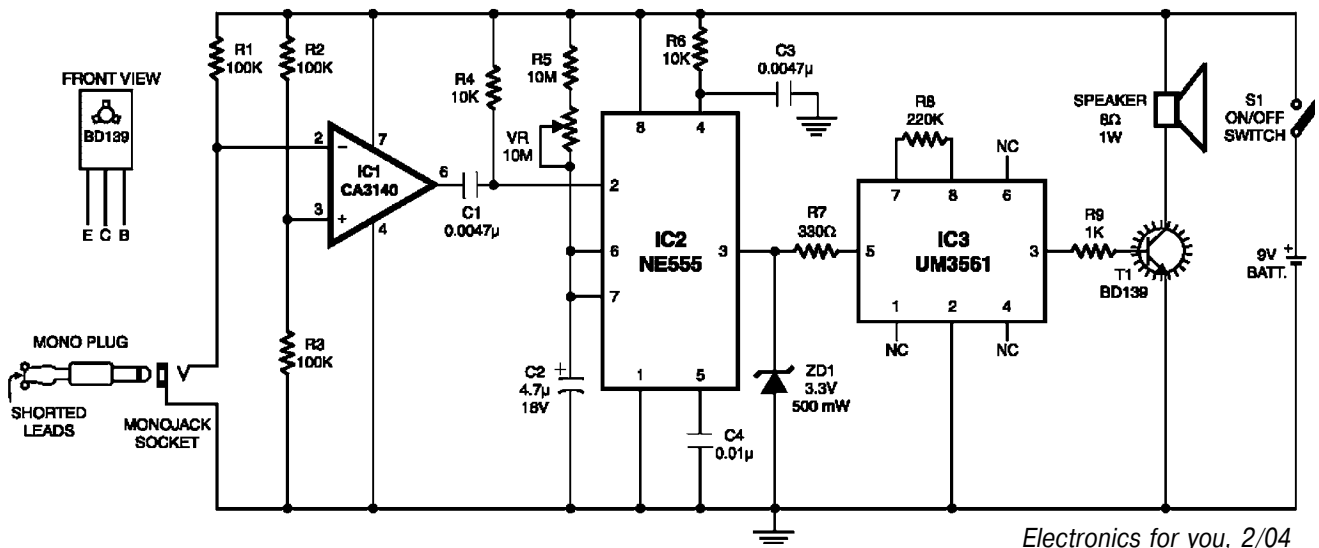 FRONT VIEW
BD139
E C B
R1
100K
R2
100K
R3
100K
2
3
7
6
4
IC1
CA3140
C1
0.0047µ
R4
10K
R5
10M
VR
10M
C2
4.7µ
16V
R6
10K
C3
0.0047µ
8
4
2
6
7
3
1
5
IC2
NE555
C4
0.01µ
R7
330Ω
ZD1
3.3V
500 mW
R8
220K
NC
7
8
6
5
3
1
2
4
IC3
UM3561
NC
NC
R9
1K
T1
BD139
SPEAKER
8Ω
1W
S1
ON/OFF
SWITCH
9V
BATT.
MONO PLUG
SHORTED
LEADS
MONOJACK
SOCKET
Electronics for you, 2/04